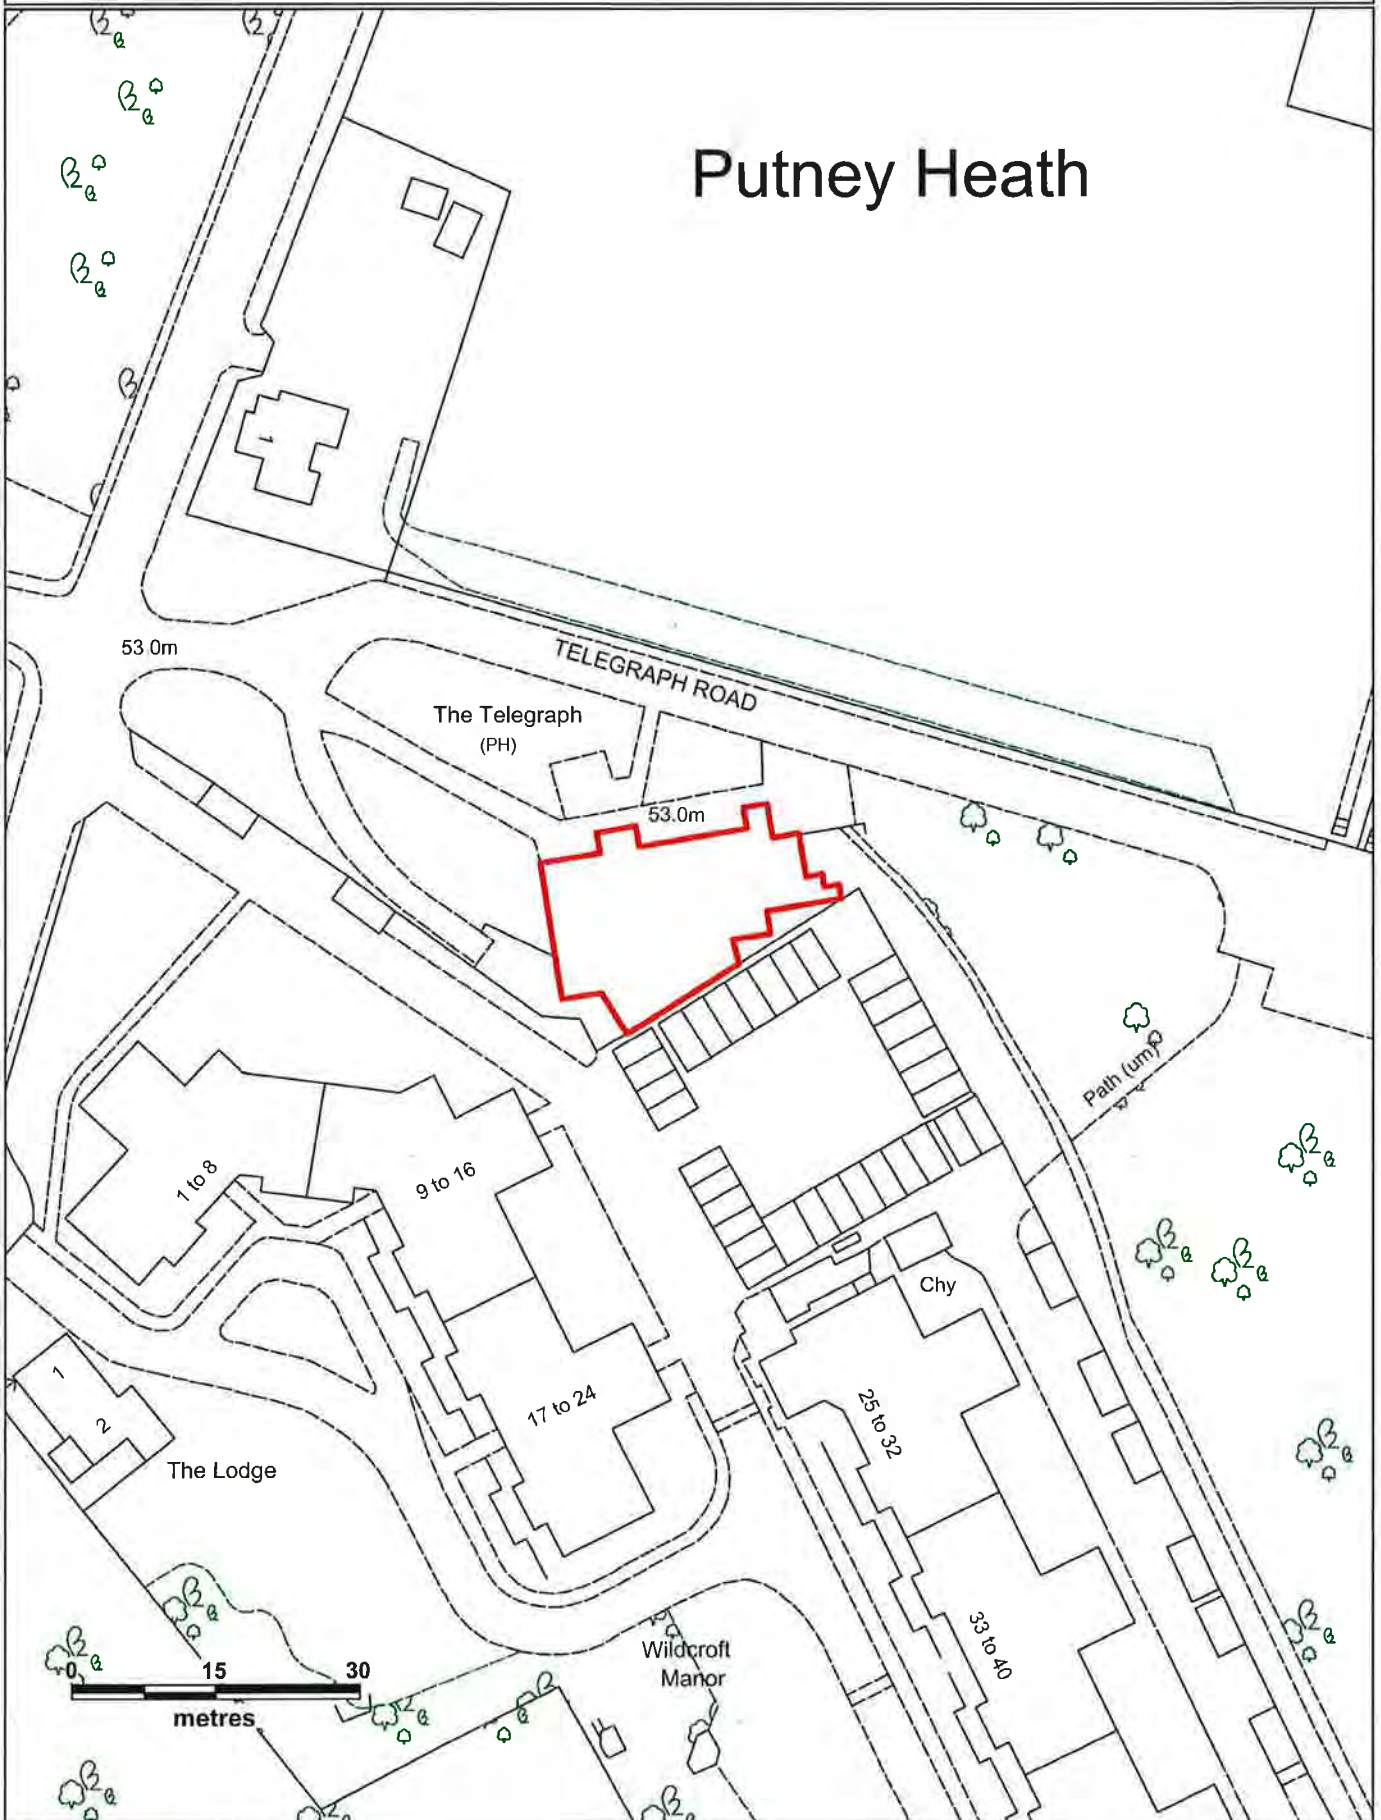 Putney Heath
1
53 0m
TELEGRAPH ROAD
The Telegraph
(PH)
53.0m
Path (um)
1 to 8
9 to 16
Chy
1
2
17 to 24
25 to 32
The Lodge
33 to 40
Wildcroft
Manor
0 15 30
metres